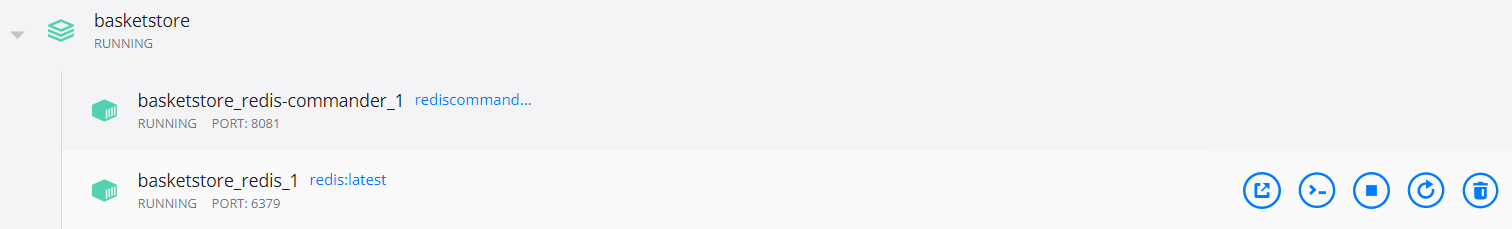 basketstore
RUNNING
basketstore_redis-commander_1 rediscommand...
RUNNING PORT: 8081
basketstore_redis_1 redis:latest
RUNNING PORT: 6379